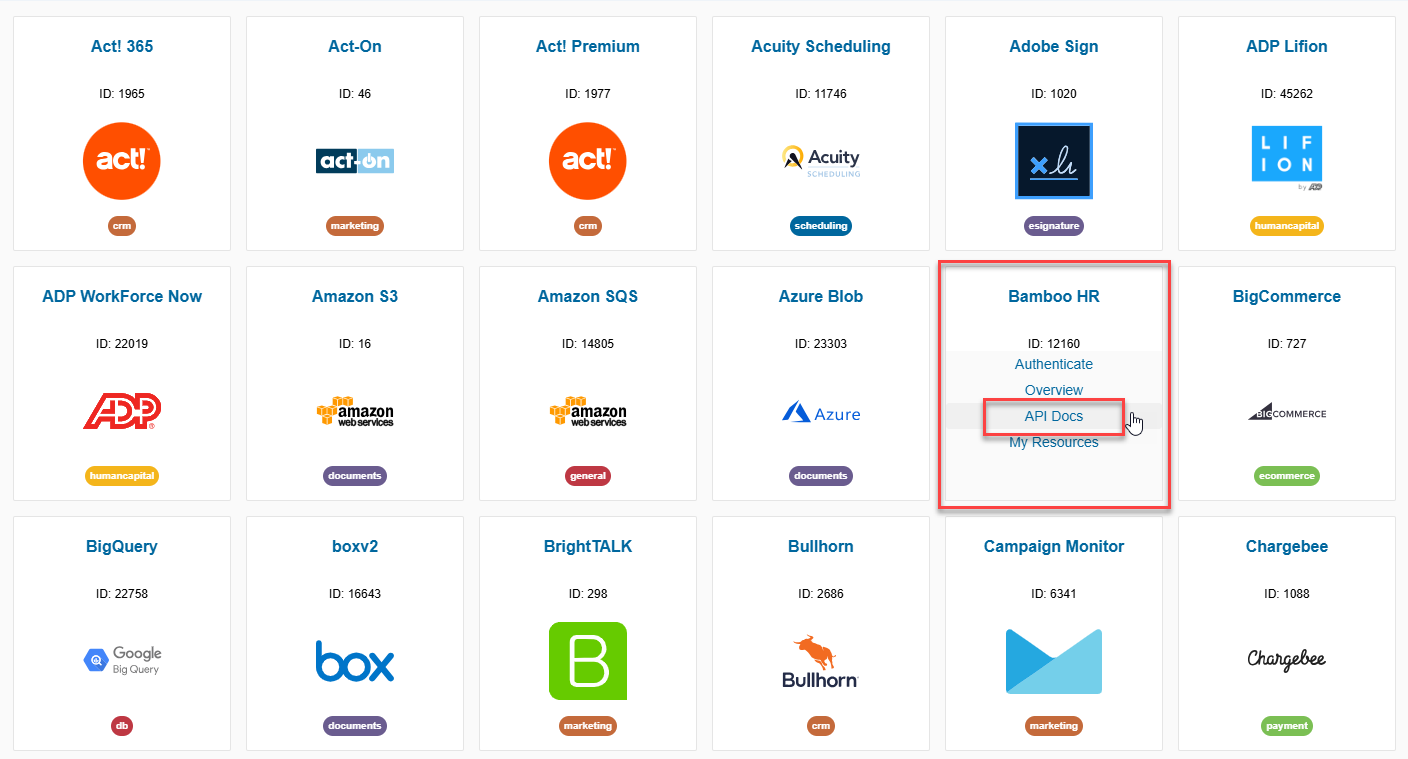 Act! 365
ID: 1965
act!
crm
Act-On
ID: 46
act-on
marketing
Act! Premium
ID: 1977
act!
crm
Acuity Scheduling
ID: 11746
Acuity
SCHEDULING
scheduling
Adobe Sign
ID: 1020
esignature
ADP Lifion
ID: 45262
LIF
ION
by ADP
humancapital
ADP WorkForce Now
ID: 22019
ADP
humancapital
Amazon S3
ID: 16
amazon
web services
documents
Amazon SQS
ID: 14805
amazon
web services
general
Azure Blob
ID: 23303
Azure
documents
Bamboo HR
ID: 12160
Authenticate
Overview
API Docs
My Resources
BigCommerce
ID: 727
BIGCOMMERCE
ecommerce
BigQuery
ID: 22758
Google
Big Query
db
boxv2
ID: 16643
box
documents
BrightTALK
ID: 298
B
marketing
Bullhorn
ID: 2686
Bullhorn
crm
Campaign Monitor
ID: 6341
marketing
Chargebee
ID: 1088
Chargebee
payment